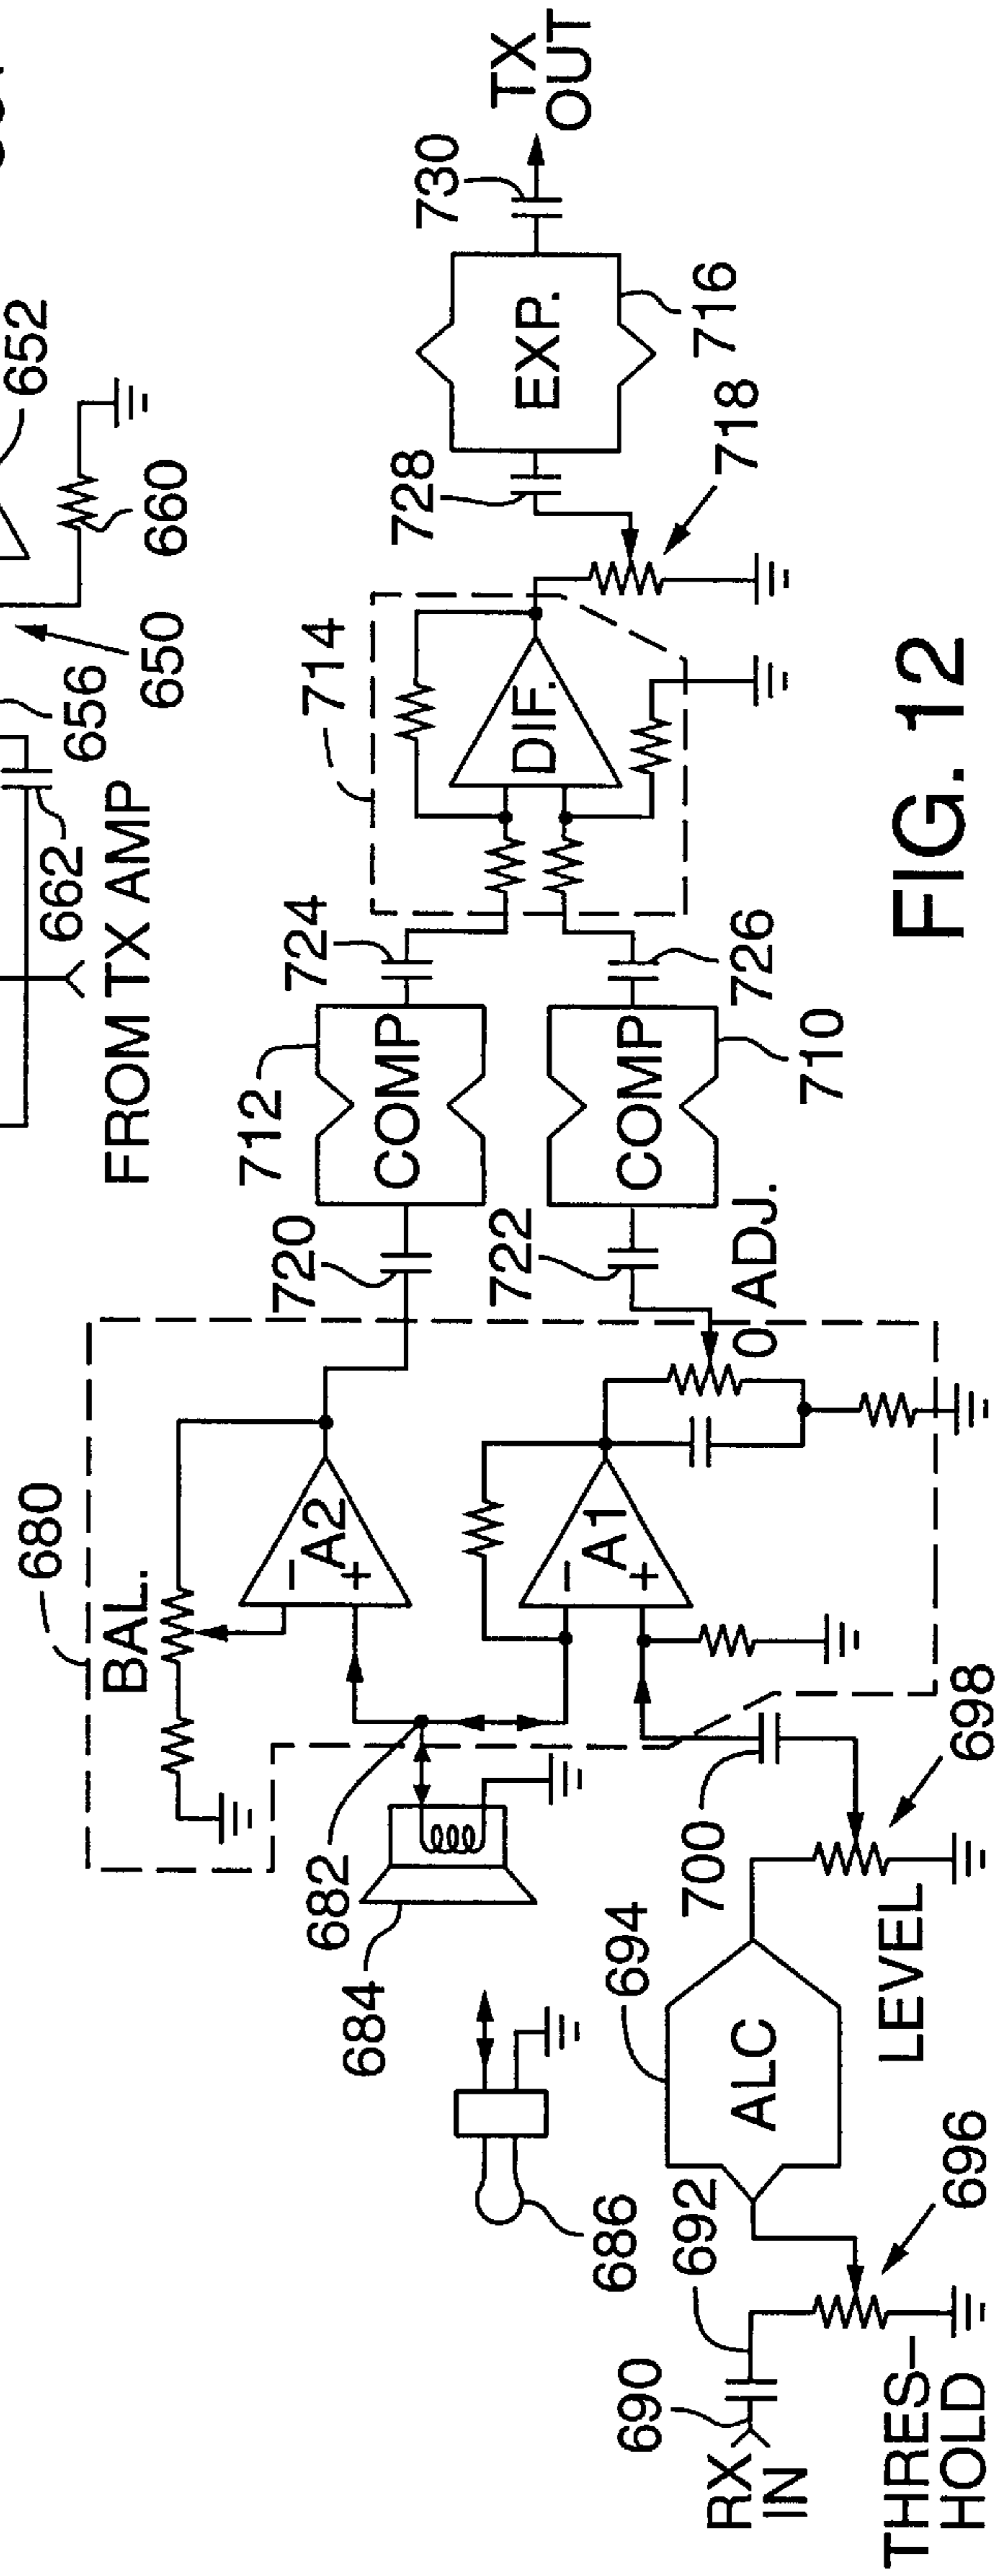 652
660
650
656
662
FROM TX AMP
680
BAL.
− A2
+
− A1
+
682
684
686
690
RX
IN
692
THRES-
HOLD
696
694
ALC
LEVEL
698
700
0 ADJ.
720
722
712
COMP
COMP
710
724
726
714
DIF.
718
728
EXP.
716
730
TX
OUT
FIG. 12